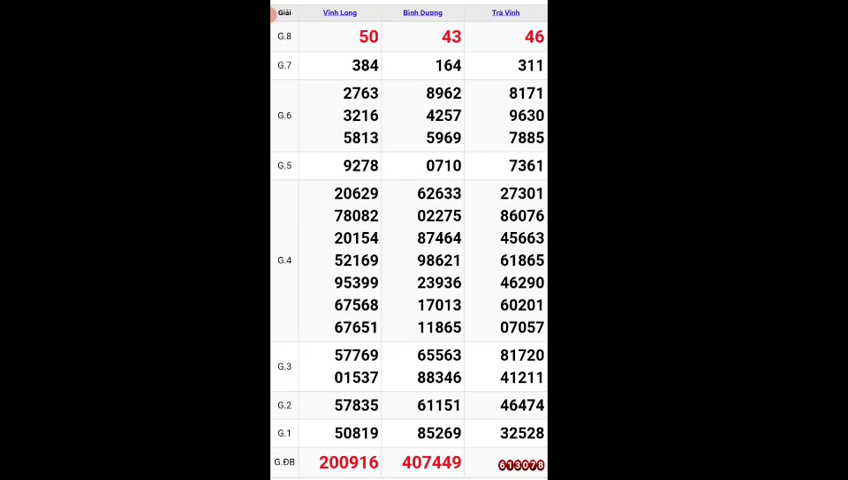 Giải Vĩnh Long Bình Dương Trà Vinh
G.8 50 43 46
G.7 384 164 311
2763 8962 8171
G.6 3216 4257 9630
5813 5969 7885
G.5 9278 0710 7361
20629 62633 27301
78082 02275 86076
20154 87464 45663
G.4 52169 98621 61865
95399 23936 46290
67568 17013 60201
67651 11865 07057
G.3 57769 65563 81720
01537 88346 41211
G.2 57835 61151 46474
G.1 50819 85269 32528
G.ĐB 200916 407449 613078